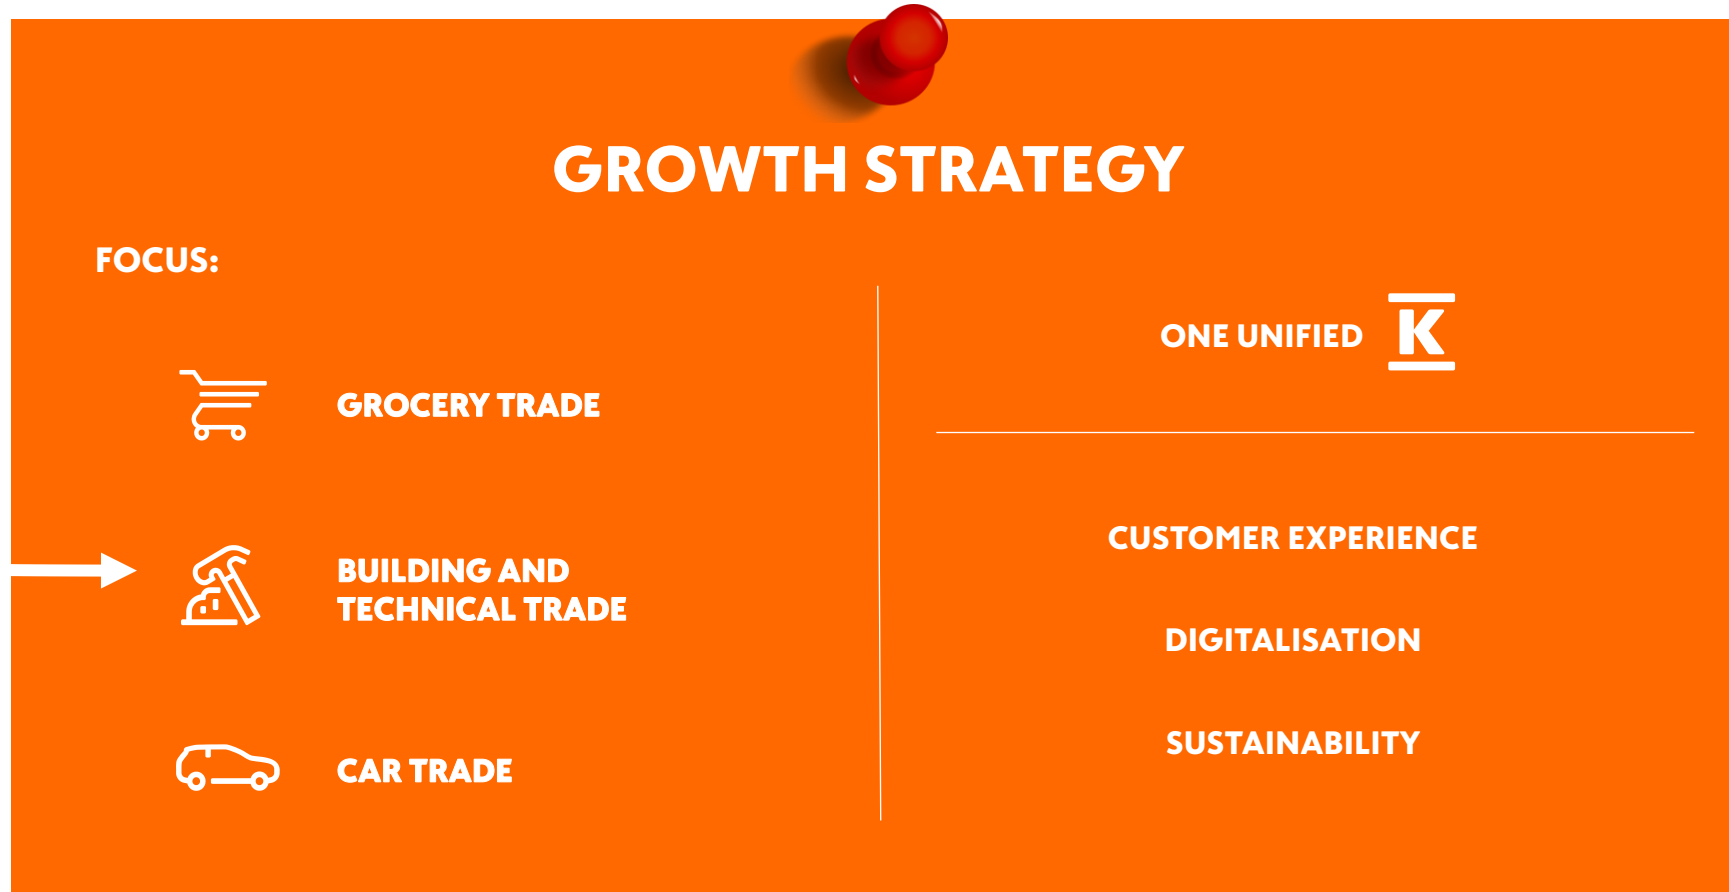 GROWTH STRATEGY
FOCUS:
GROCERY TRADE
BUILDING AND
TECHNICAL TRADE
CAR TRADE
ONE UNIFIED K
CUSTOMER EXPERIENCE
DIGITALISATION
SUSTAINABILITY